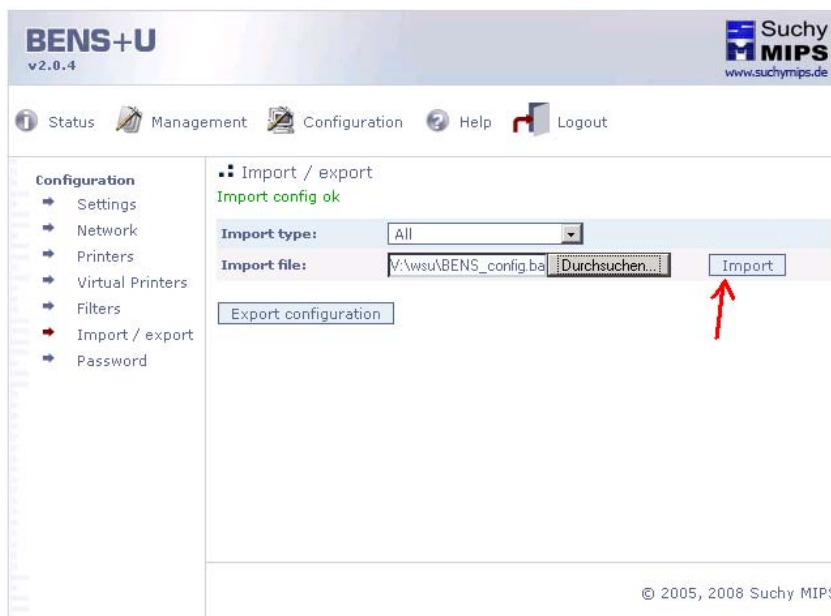 BENS+U
v2.0.4
Suchy
MIPS
www.suchymips.de
Status Management Configuration Help Logout
Configuration
Settings
Network
Printers
Virtual Printers
Filters
Import / export
Password
Import / export
Import config ok
Import type: All
Import file: V:\wsu\BENS_config.ba Durchsuchen... Import
Export configuration
© 2005, 2008 Suchy MIPS